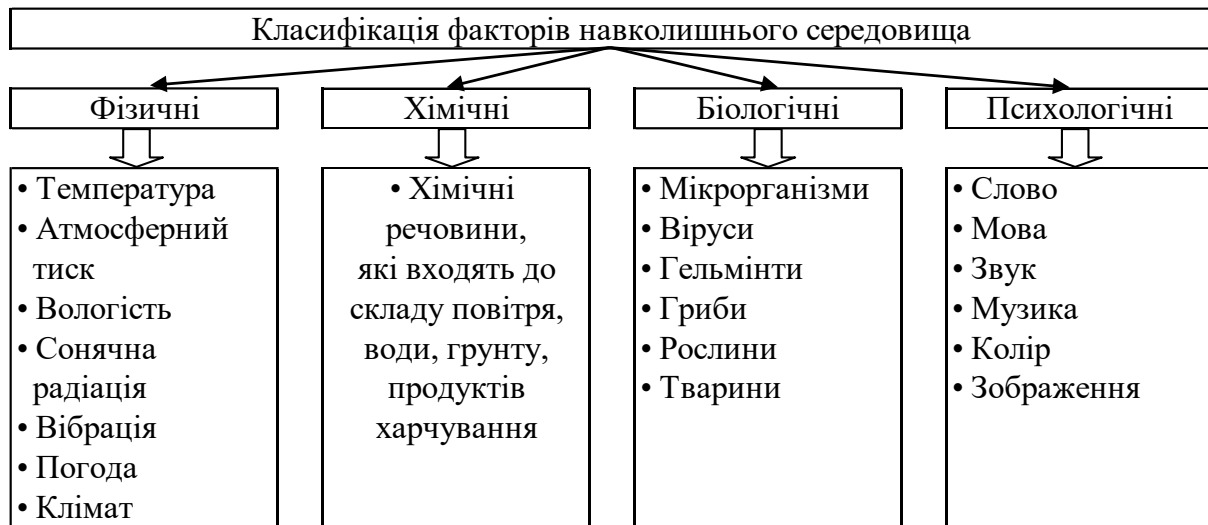 Класифікація факторів навколишнього середовища
Фізичні
Хімічні
Біологічні
Психологічні
• Температура
• Атмосферний
тиск
• Вологість
• Сонячна
радіація
• Вібрація
• Погода
• Клімат
• Хімічні
речовини,
які входять до
складу повітря,
води, грунту,
продуктів
харчування
• Мікрорганізми
• Віруси
• Гельмінти
• Гриби
• Рослини
• Тварини
• Слово
• Мова
• Звук
• Музика
• Колір
• Зображення